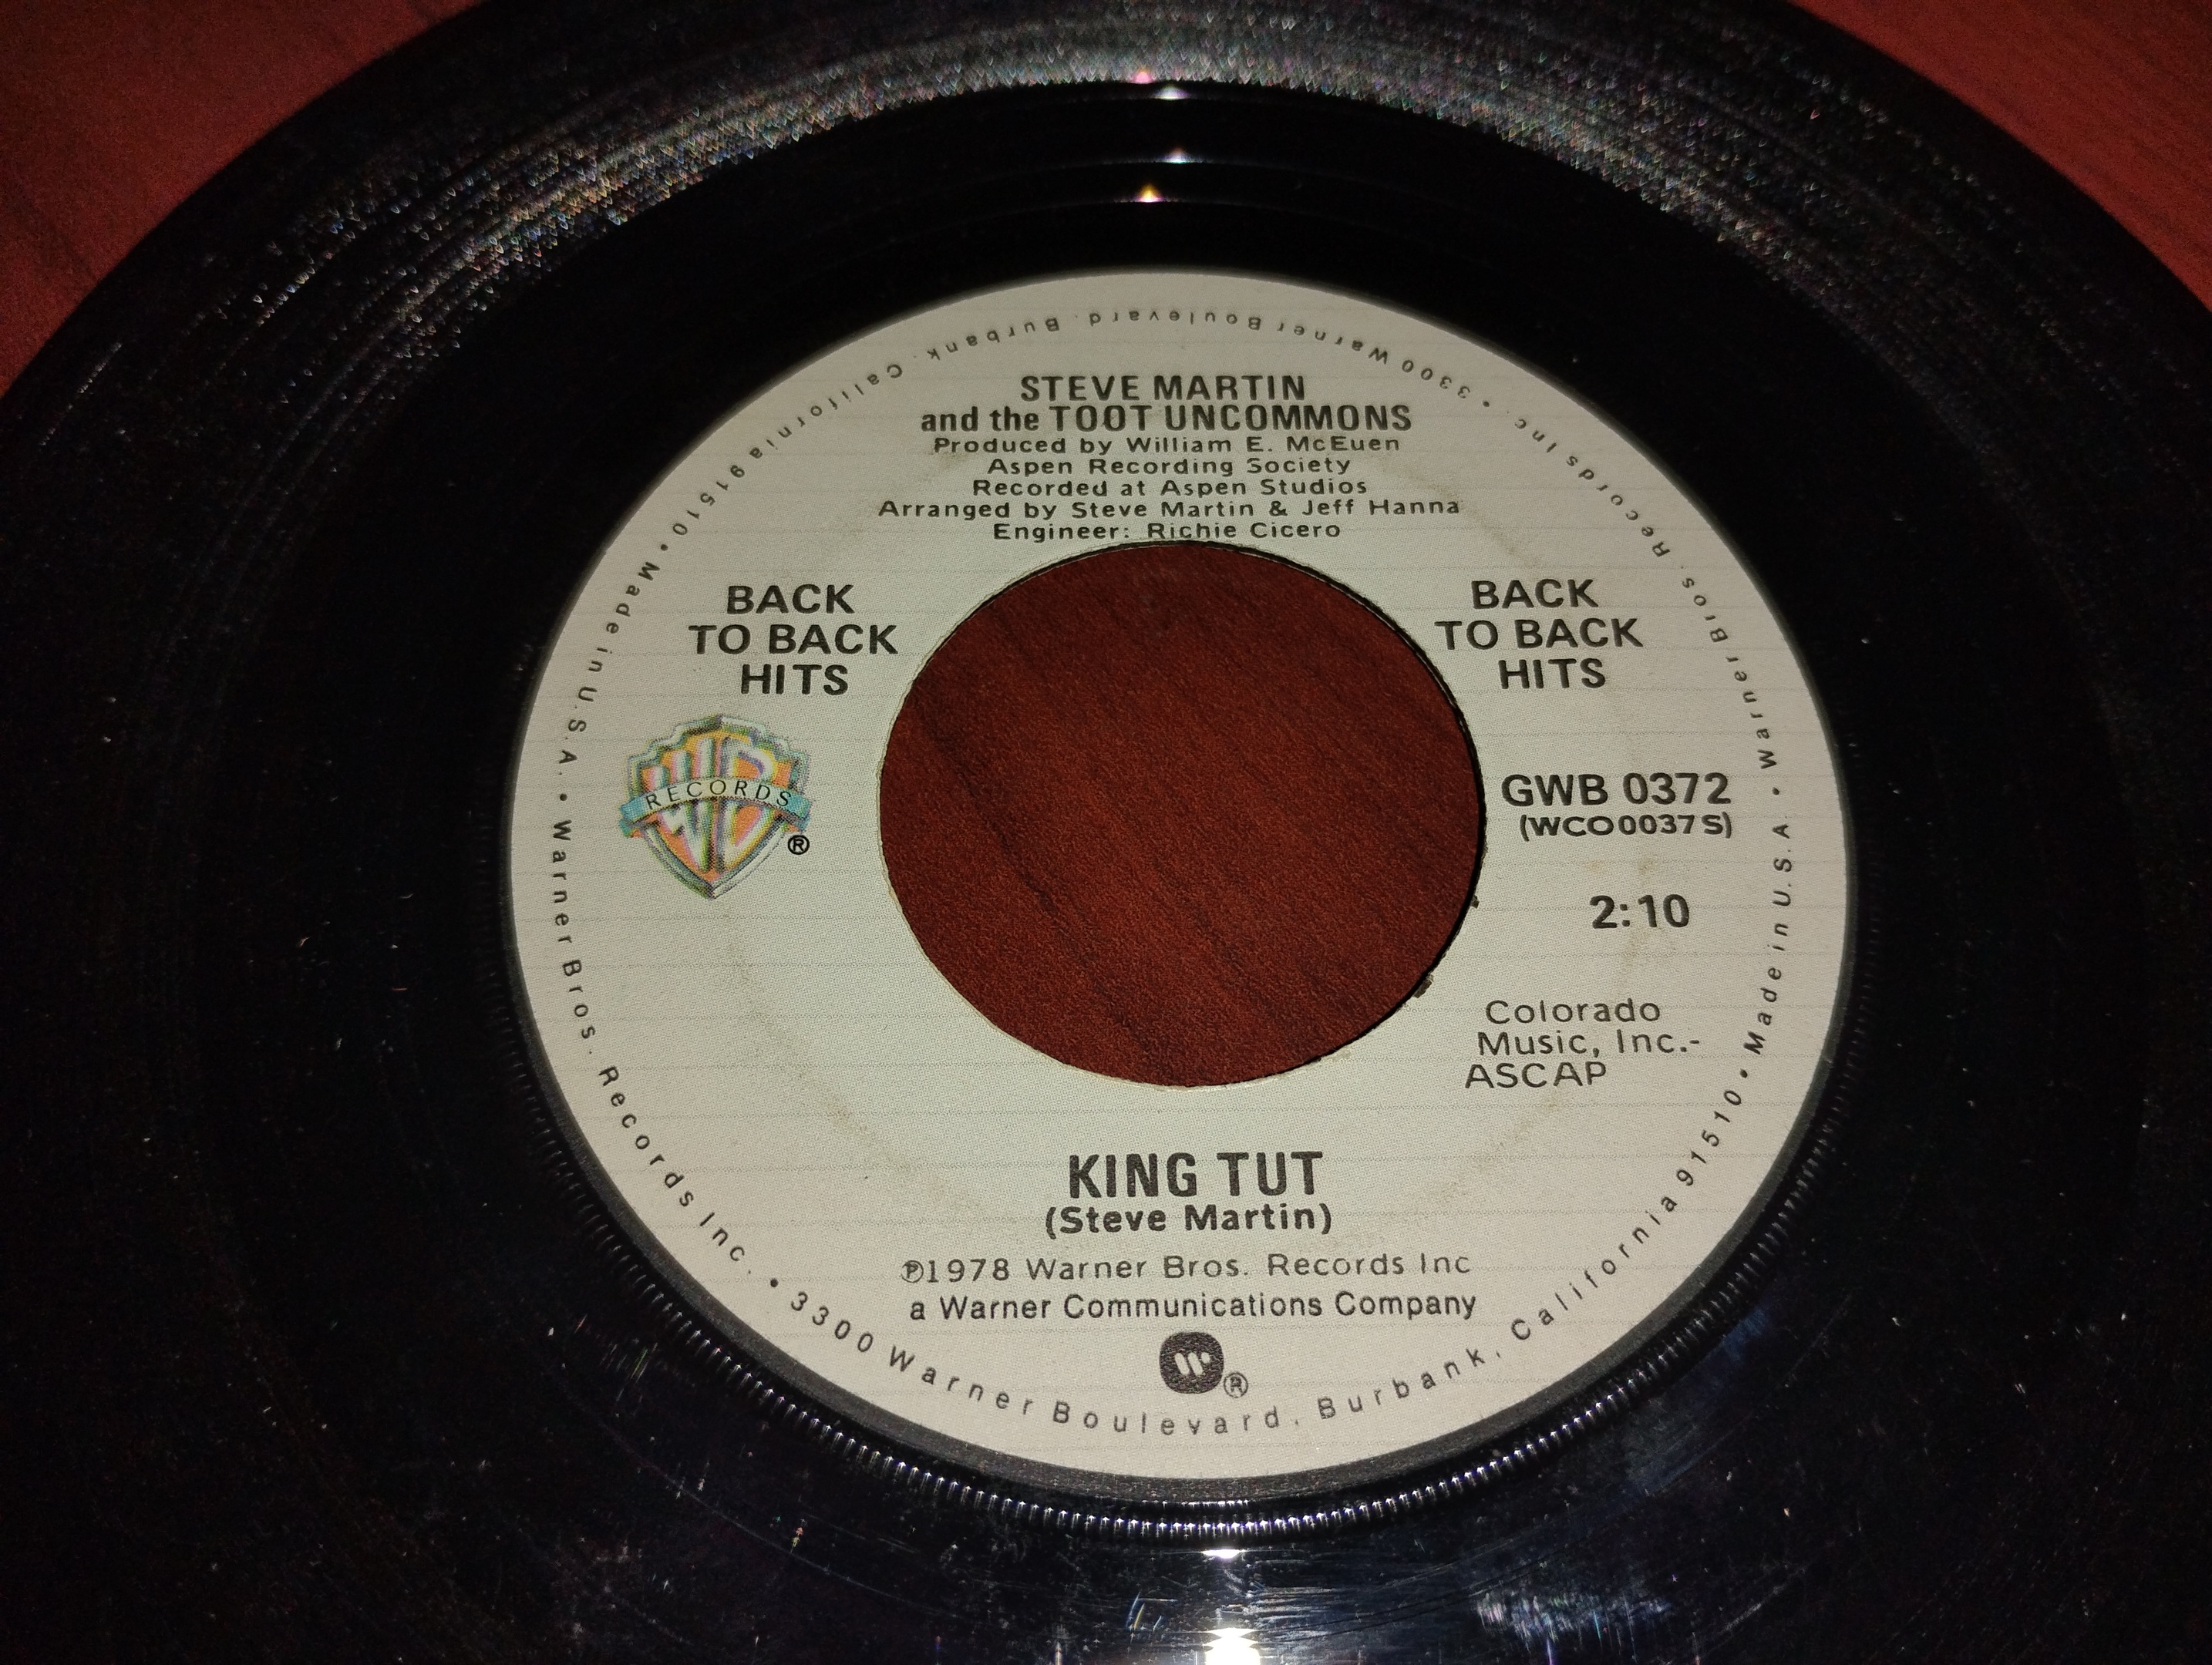 STEVE MARTIN
and the TOOT UNCOMMONS
Produced by William E. McEuen
Aspen Recording Society
Recorded at Aspen Studios
Arranged by Steve Martin & Jeff Hanna
Engineer: Richie Cicero
BACK
TO BACK
HITS
BACK
TO BACK
HITS
WB
RECORDS
®
GWB 0372
(WCO0037S)
2:10
Colorado
Music, Inc.-
ASCAP
KING TUT
(Steve Martin)
℗1978 Warner Bros. Records Inc
a Warner Communications Company
W®
Warner Bros. Records Inc. • 3300 Warner Boulevard, Burbank, California 91510 • Made in U.S.A. •
Warner Bros. Records Inc. • 3300 Warner Boulevard, Burbank, California 91510 • Made in U.S.A. •